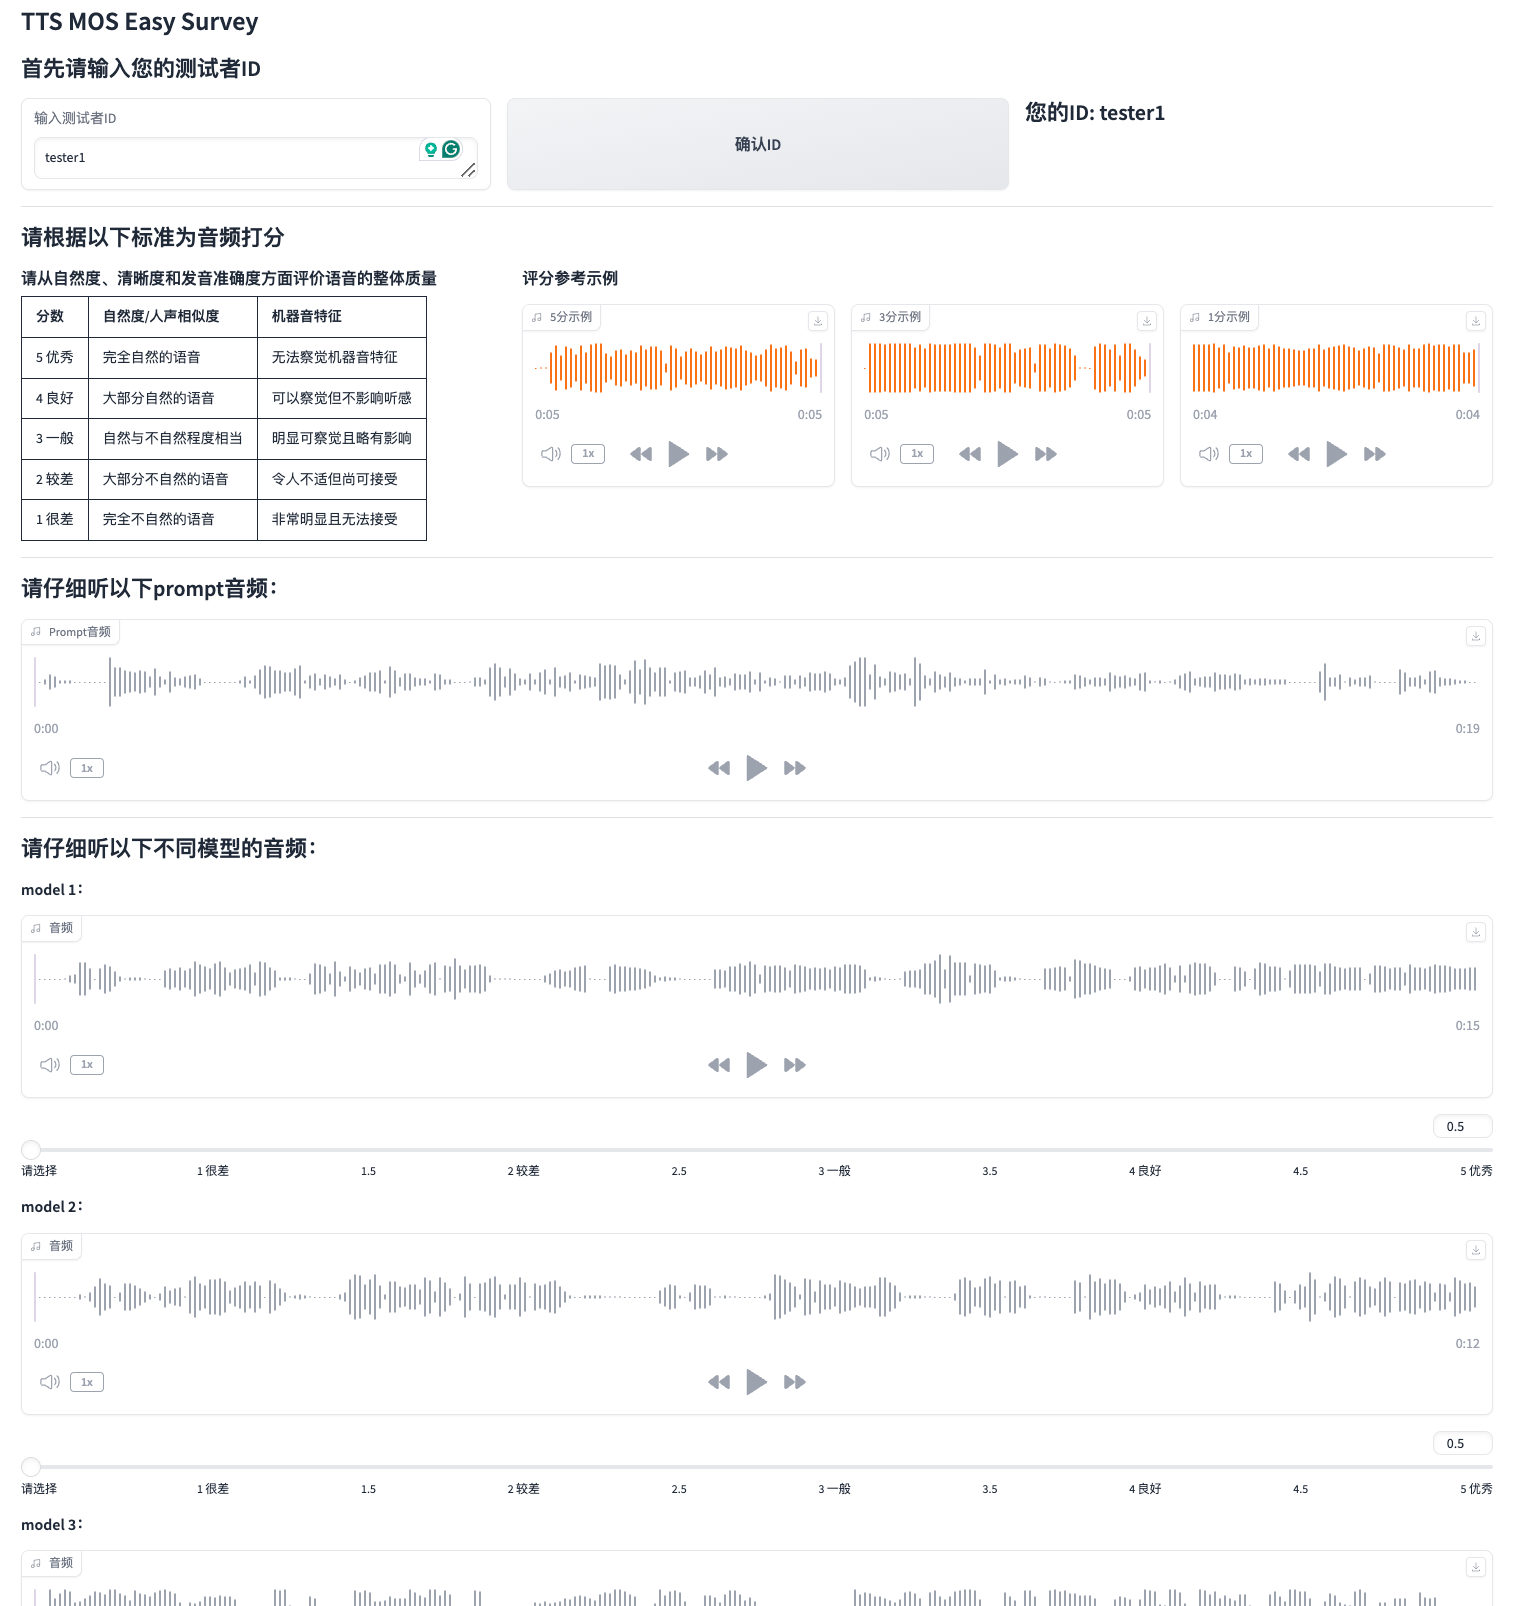 TTS MOS Easy Survey
首先请输入您的测试者ID
输入测试者ID
tester1
确认ID
您的ID: tester1
请根据以下标准为音频打分
请从自然度、清晰度和发音准确度方面评价语音的整体质量
分数 自然度/人声相似度 机器音特征
5 优秀 完全自然的语音 无法察觉机器音特征
4 良好 大部分自然的语音 可以察觉但不影响听感
3 一般 自然与不自然程度相当 明显可察觉且略有影响
2 较差 大部分不自然的语音 令人不适但尚可接受
1 很差 完全不自然的语音 非常明显且无法接受
评分参考示例
5分示例
0:05 0:05
1x
3分示例
0:05 0:05
1x
1分示例
0:04 0:04
1x
请仔细听以下prompt音频：
Prompt音频
0:00 0:19
1x
请仔细听以下不同模型的音频：
model 1：
音频
0:00 0:15
1x
0.5
请选择 1 很差 1.5 2 较差 2.5 3 一般 3.5 4 良好 4.5 5 优秀
model 2：
音频
0:00 0:12
1x
0.5
请选择 1 很差 1.5 2 较差 2.5 3 一般 3.5 4 良好 4.5 5 优秀
model 3：
音频